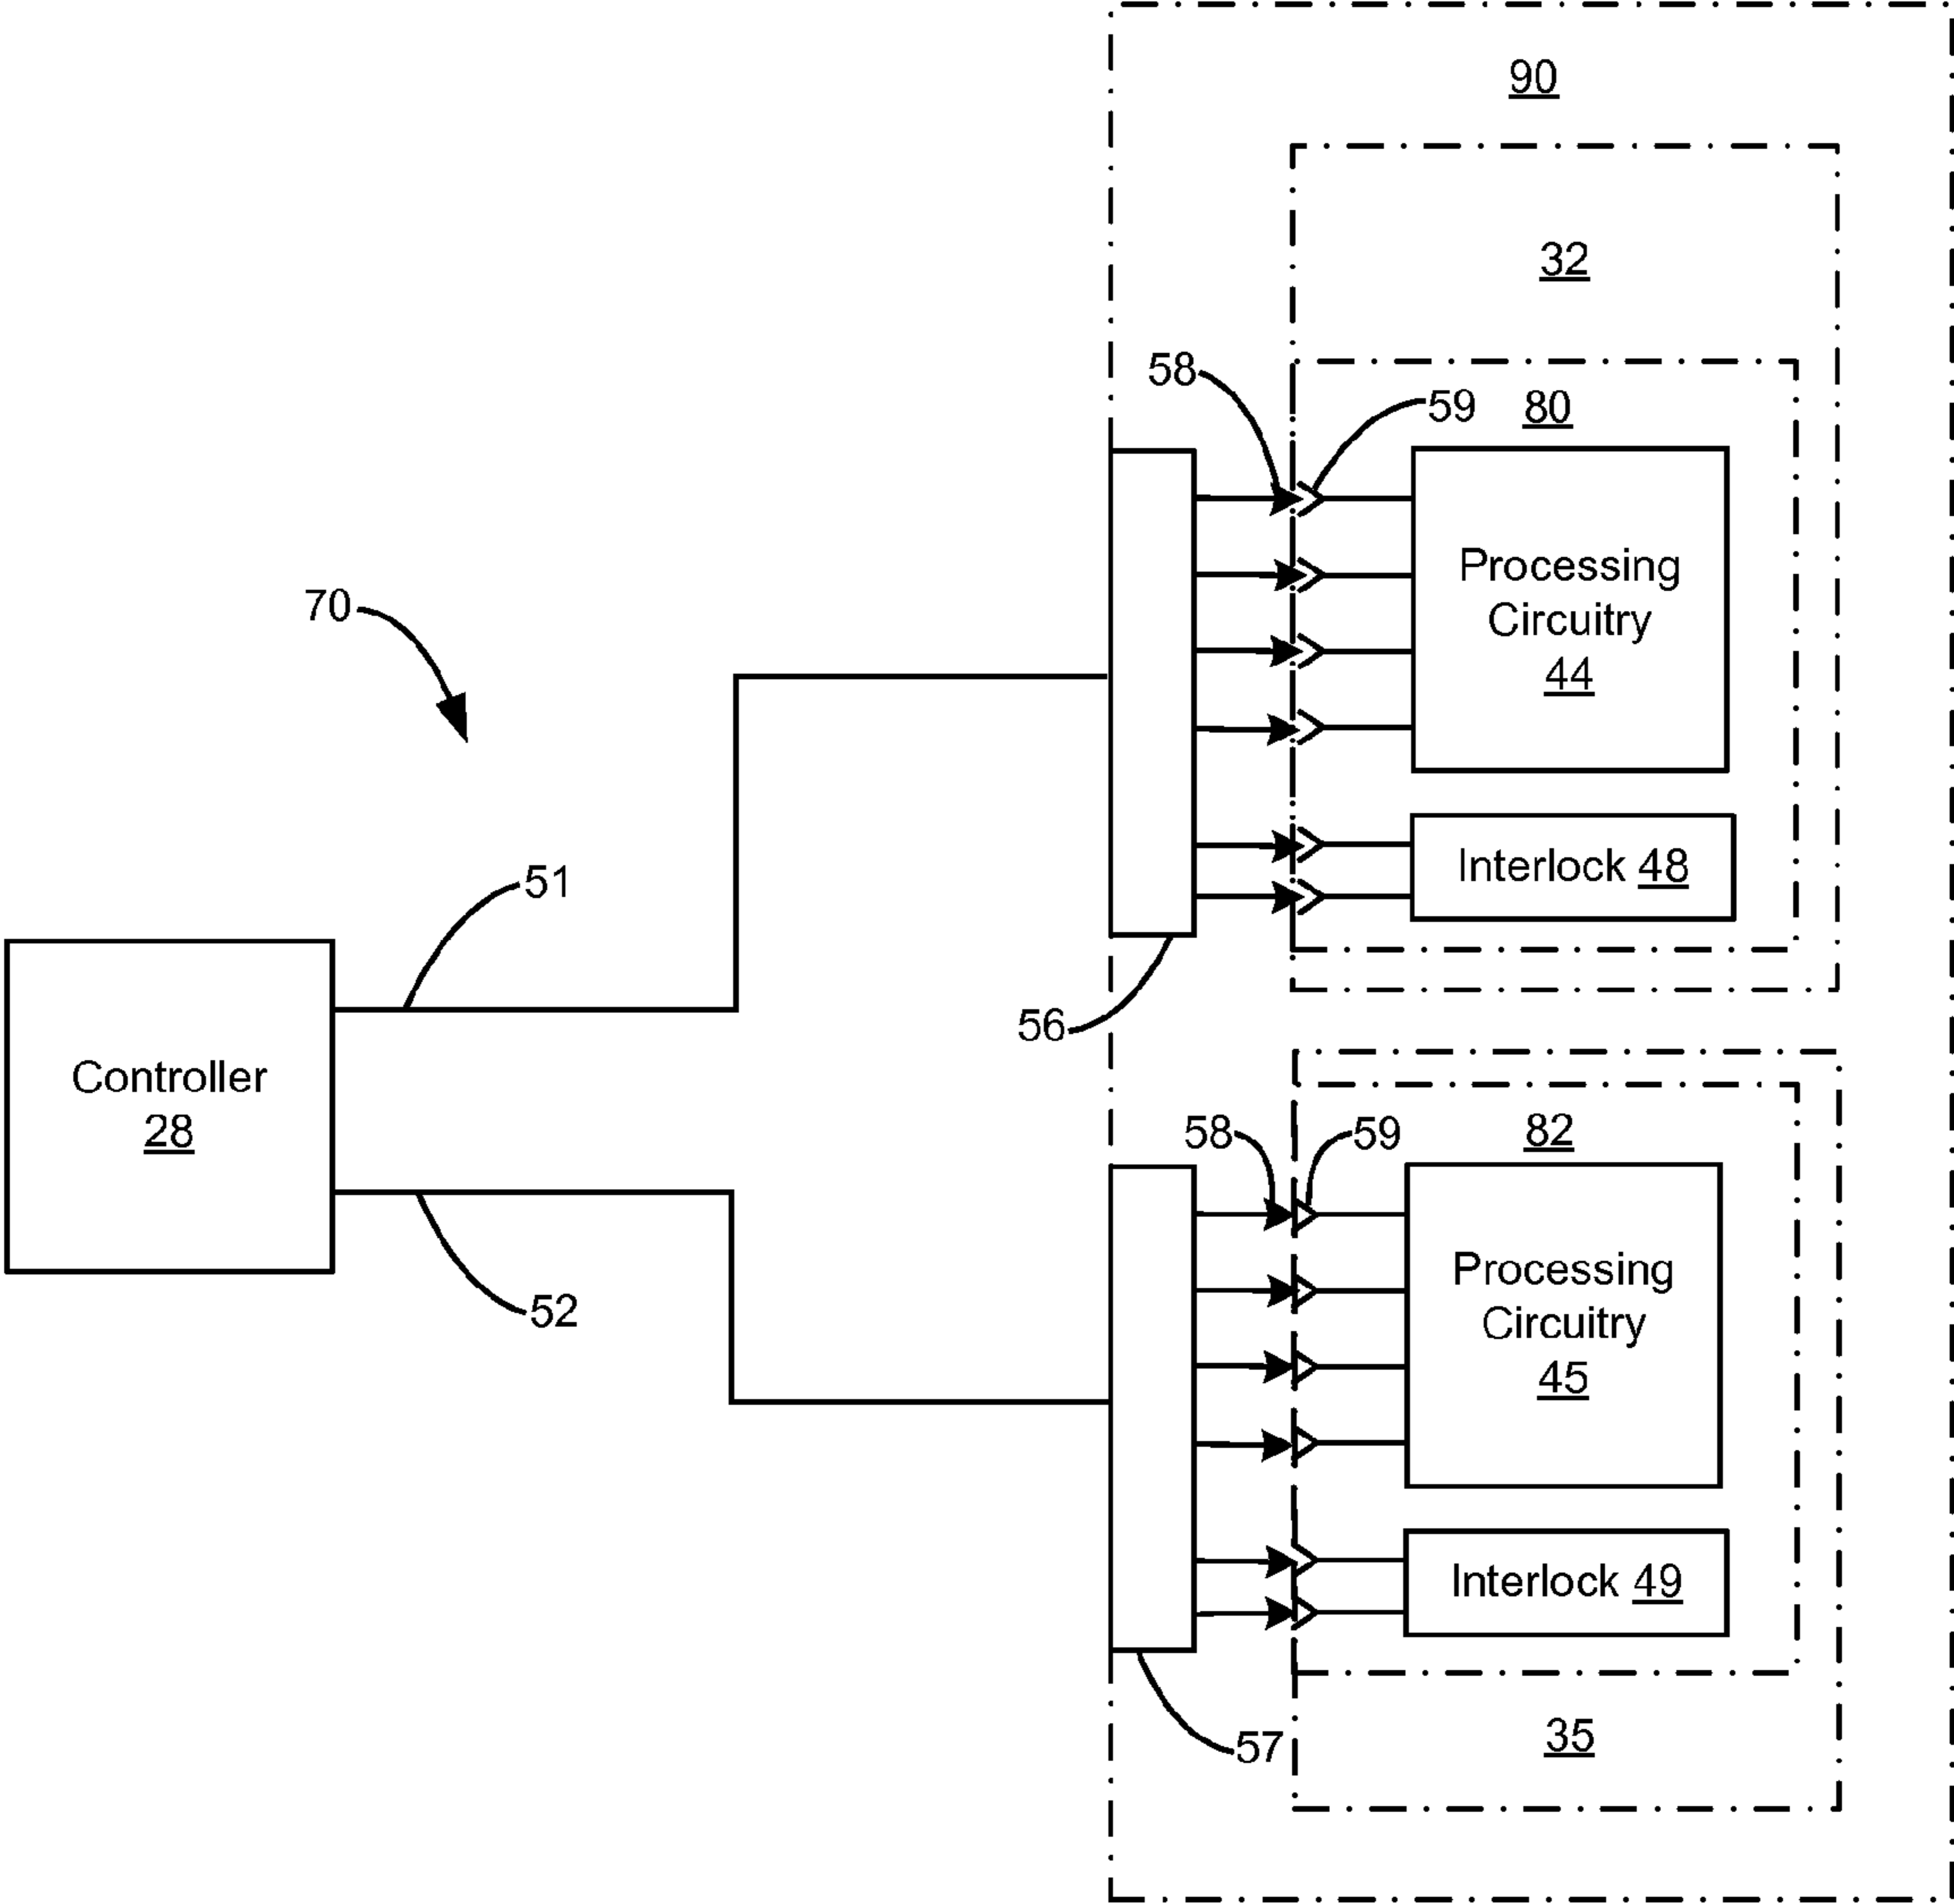 90
32
58
59
80
Processing
Circuitry
44
70
Interlock 48
51
56
Controller
28
58
59
82
52
Processing
Circuitry
45
Interlock 49
57
35